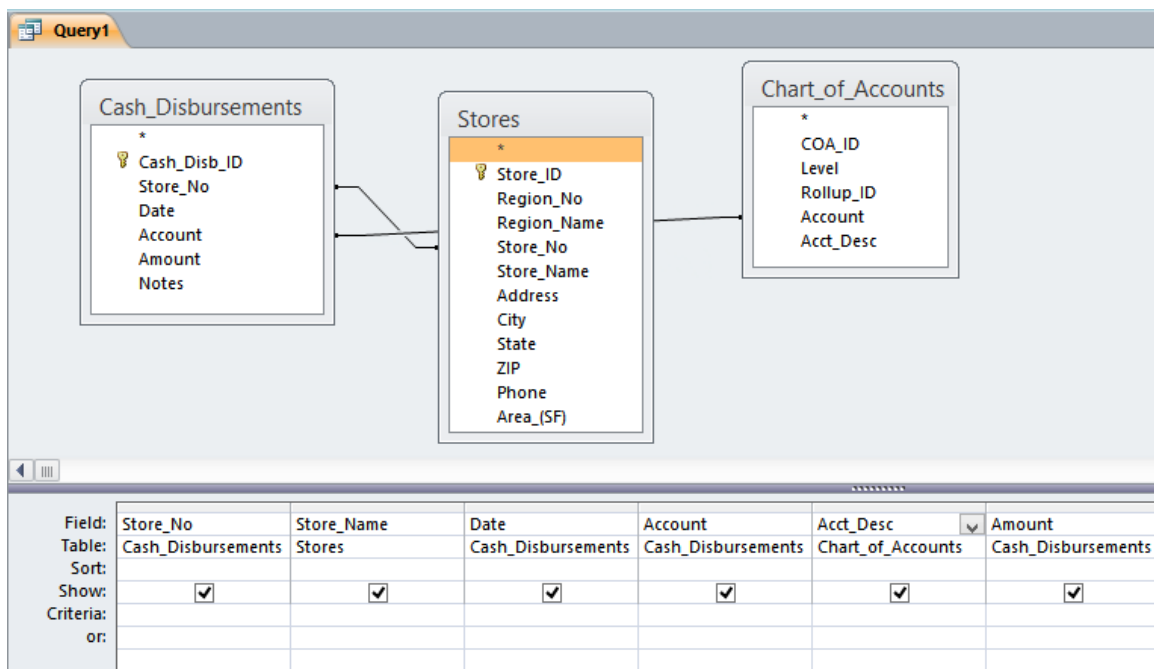 Query1
Cash_Disbursements
*
Cash_Disb_ID
Store_No
Date
Account
Amount
Notes
Stores
*
Store_ID
Region_No
Region_Name
Store_No
Store_Name
Address
City
State
ZIP
Phone
Area_(SF)
Chart_of_Accounts
*
COA_ID
Level
Rollup_ID
Account
Acct_Desc
Field: Store_No Store_Name Date Account Acct_Desc Amount
Table: Cash_Disbursements Stores Cash_Disbursements Cash_Disbursements Chart_of_Accounts Cash_Disbursements
Sort:
Show:
Criteria:
or: